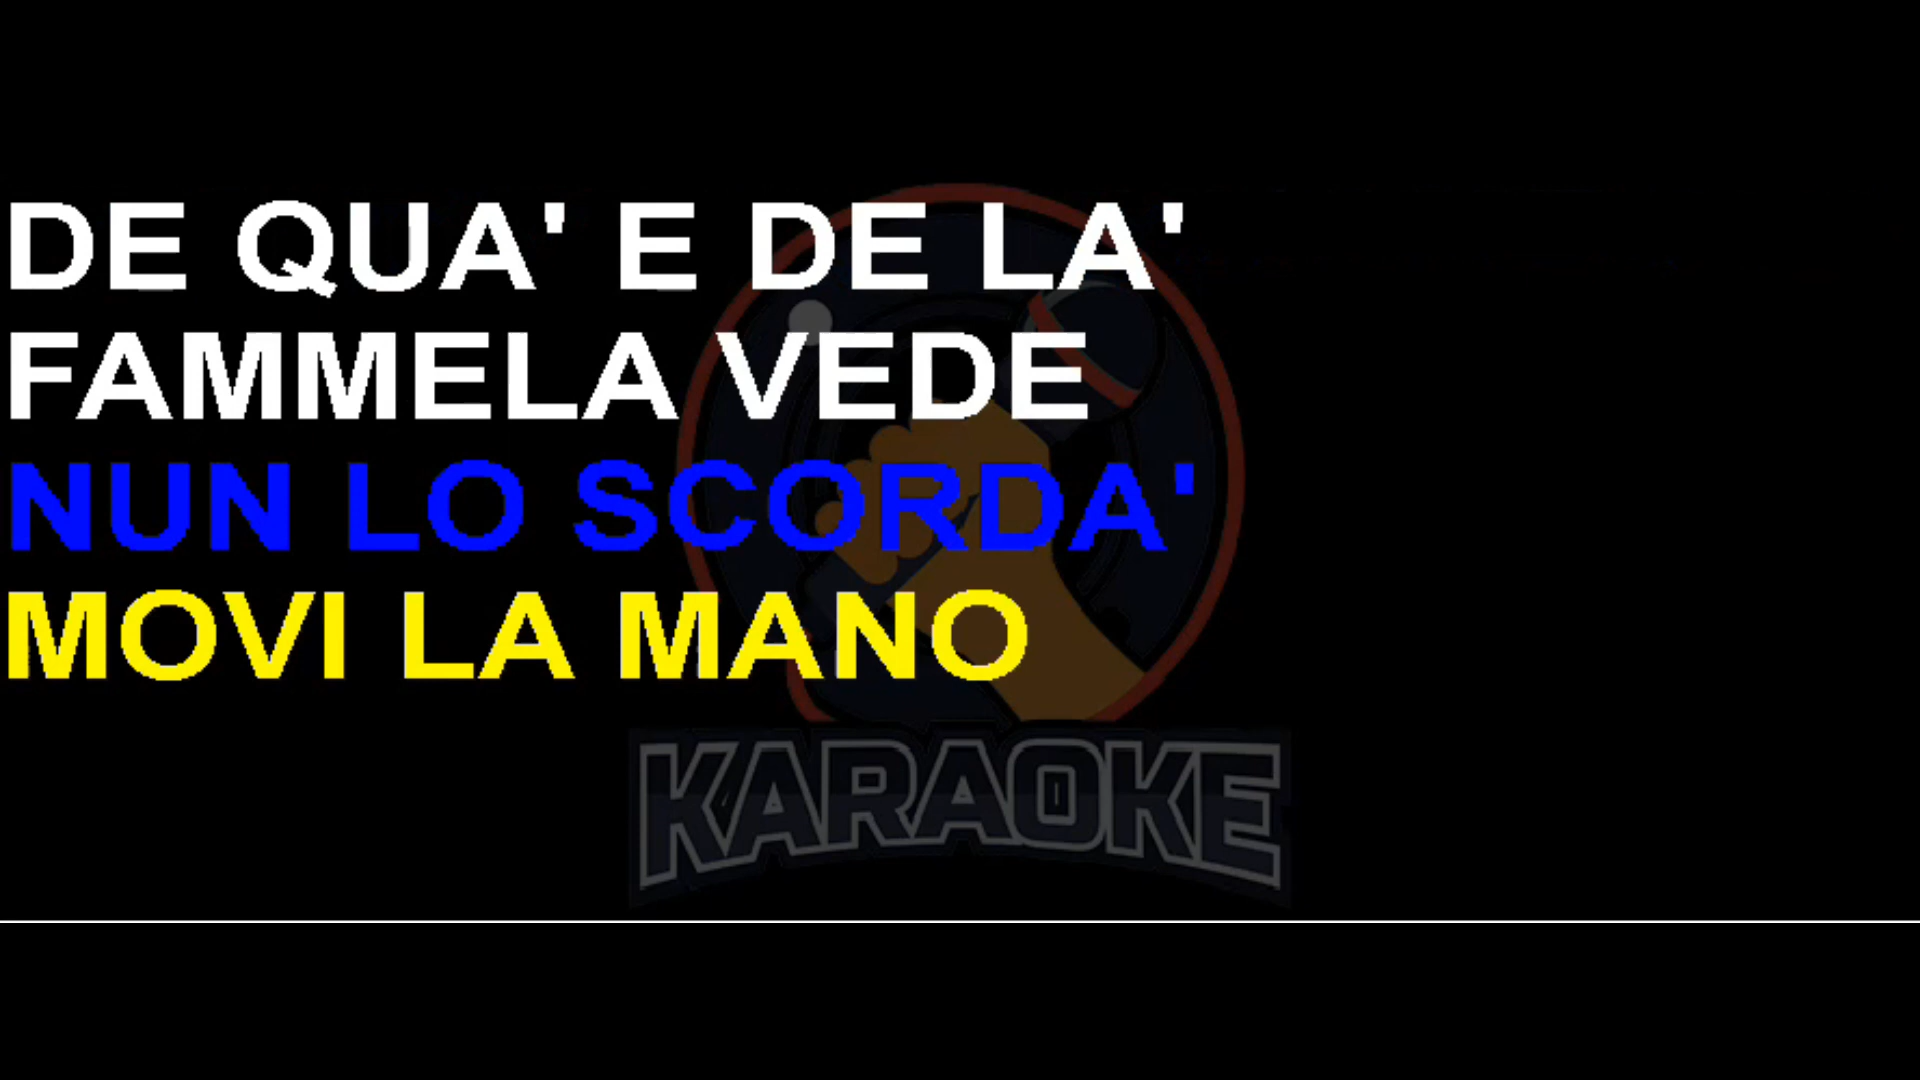 DE QUA' E DE LA'
FAMMELA VEDE
NUN LO SCORDA'
MOVI LA MANO
KARAOKE